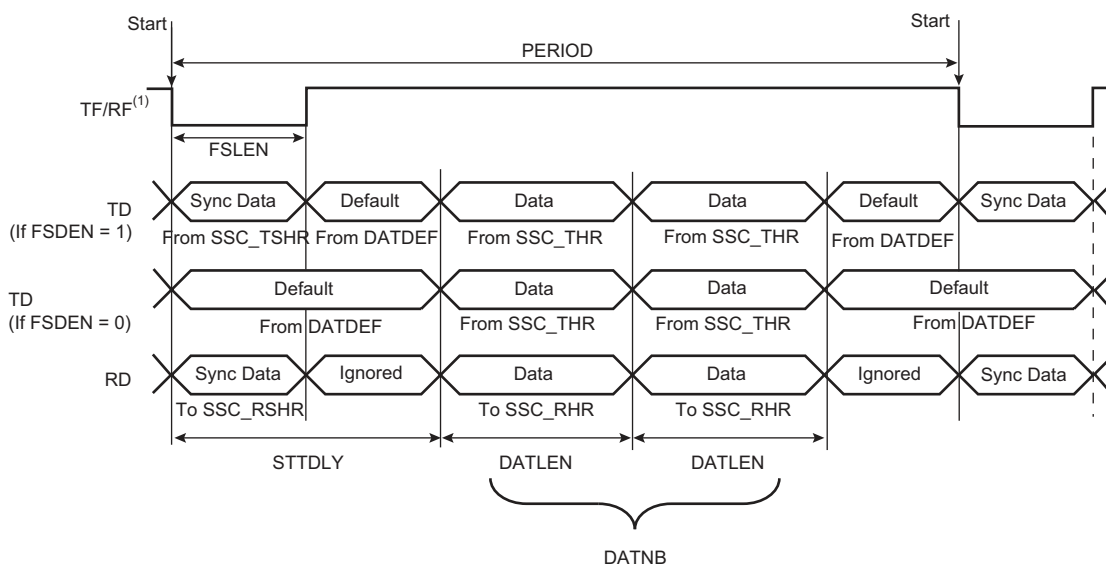 Start
Start
PERIOD
TF/RF(1)
FSLEN
TD
(If FSDEN = 1)
Sync Data Default Data Data Default Sync Data
From SSC_TSHR From DATDEF From SSC_THR From SSC_THR From DATDEF
TD
(If FSDEN = 0)
Default Data Data Default
From DATDEF From SSC_THR From SSC_THR From DATDEF
RD
Sync Data Ignored Data Data Ignored Sync Data
To SSC_RSHR To SSC_RHR To SSC_RHR
STTDLY DATLEN DATLEN
DATNB